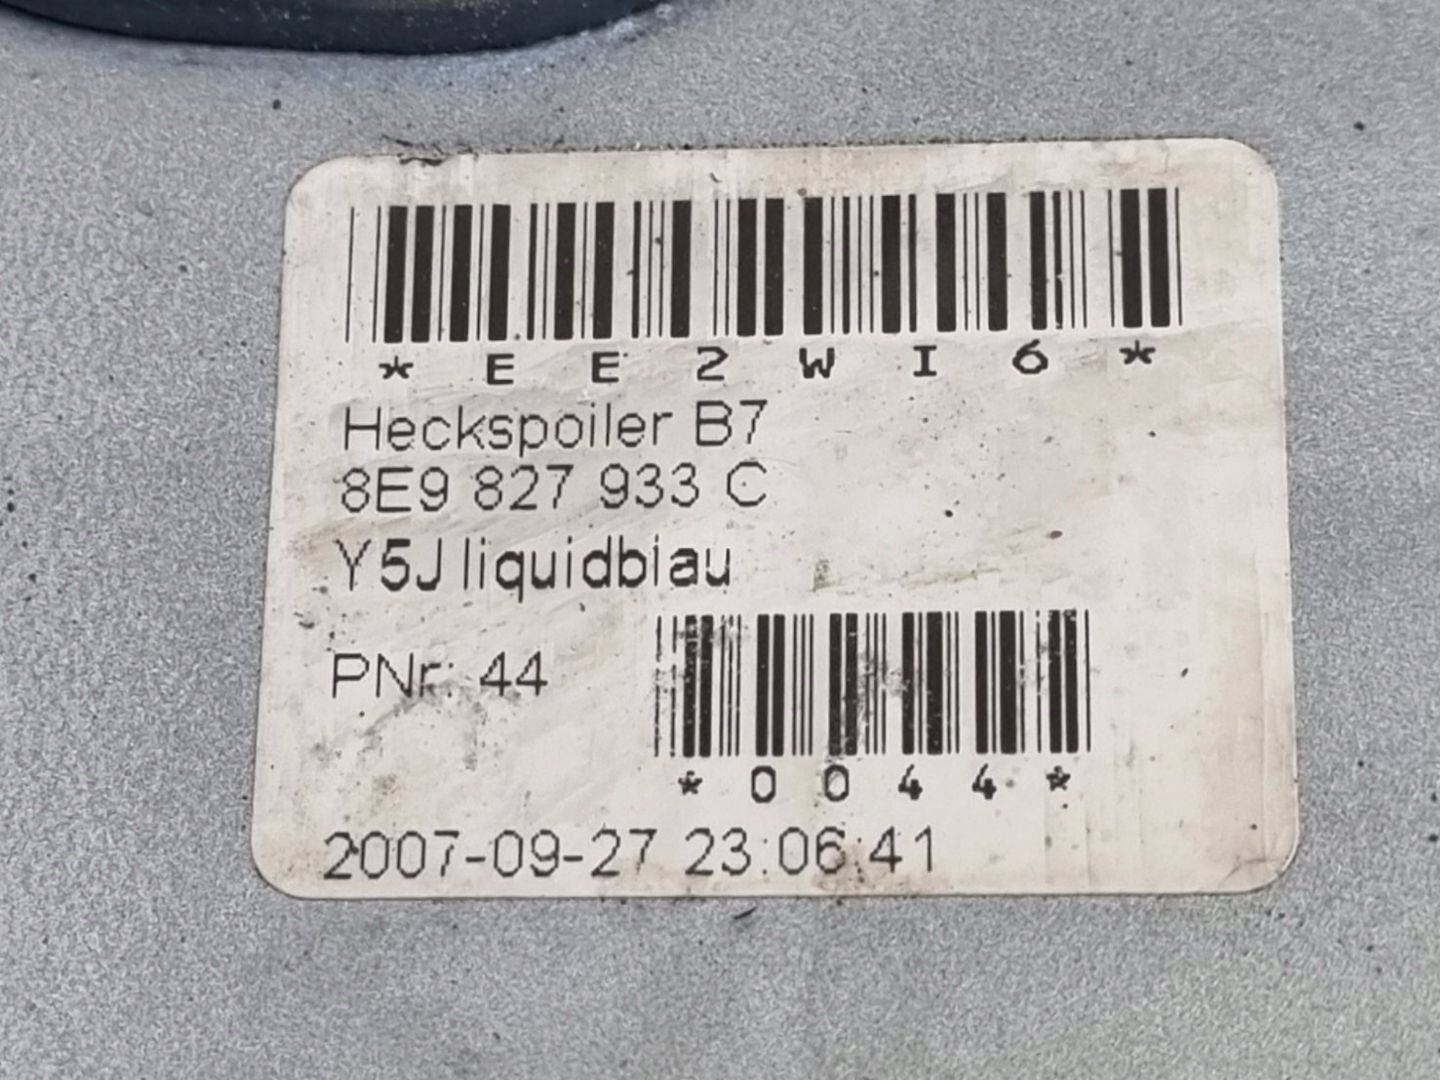 *EE2WI6*
Heckspoiler B7
8E9 827 933 C
Y5J liquidblau
PNr: 44
*0044*
2007-09-27 23:06:41